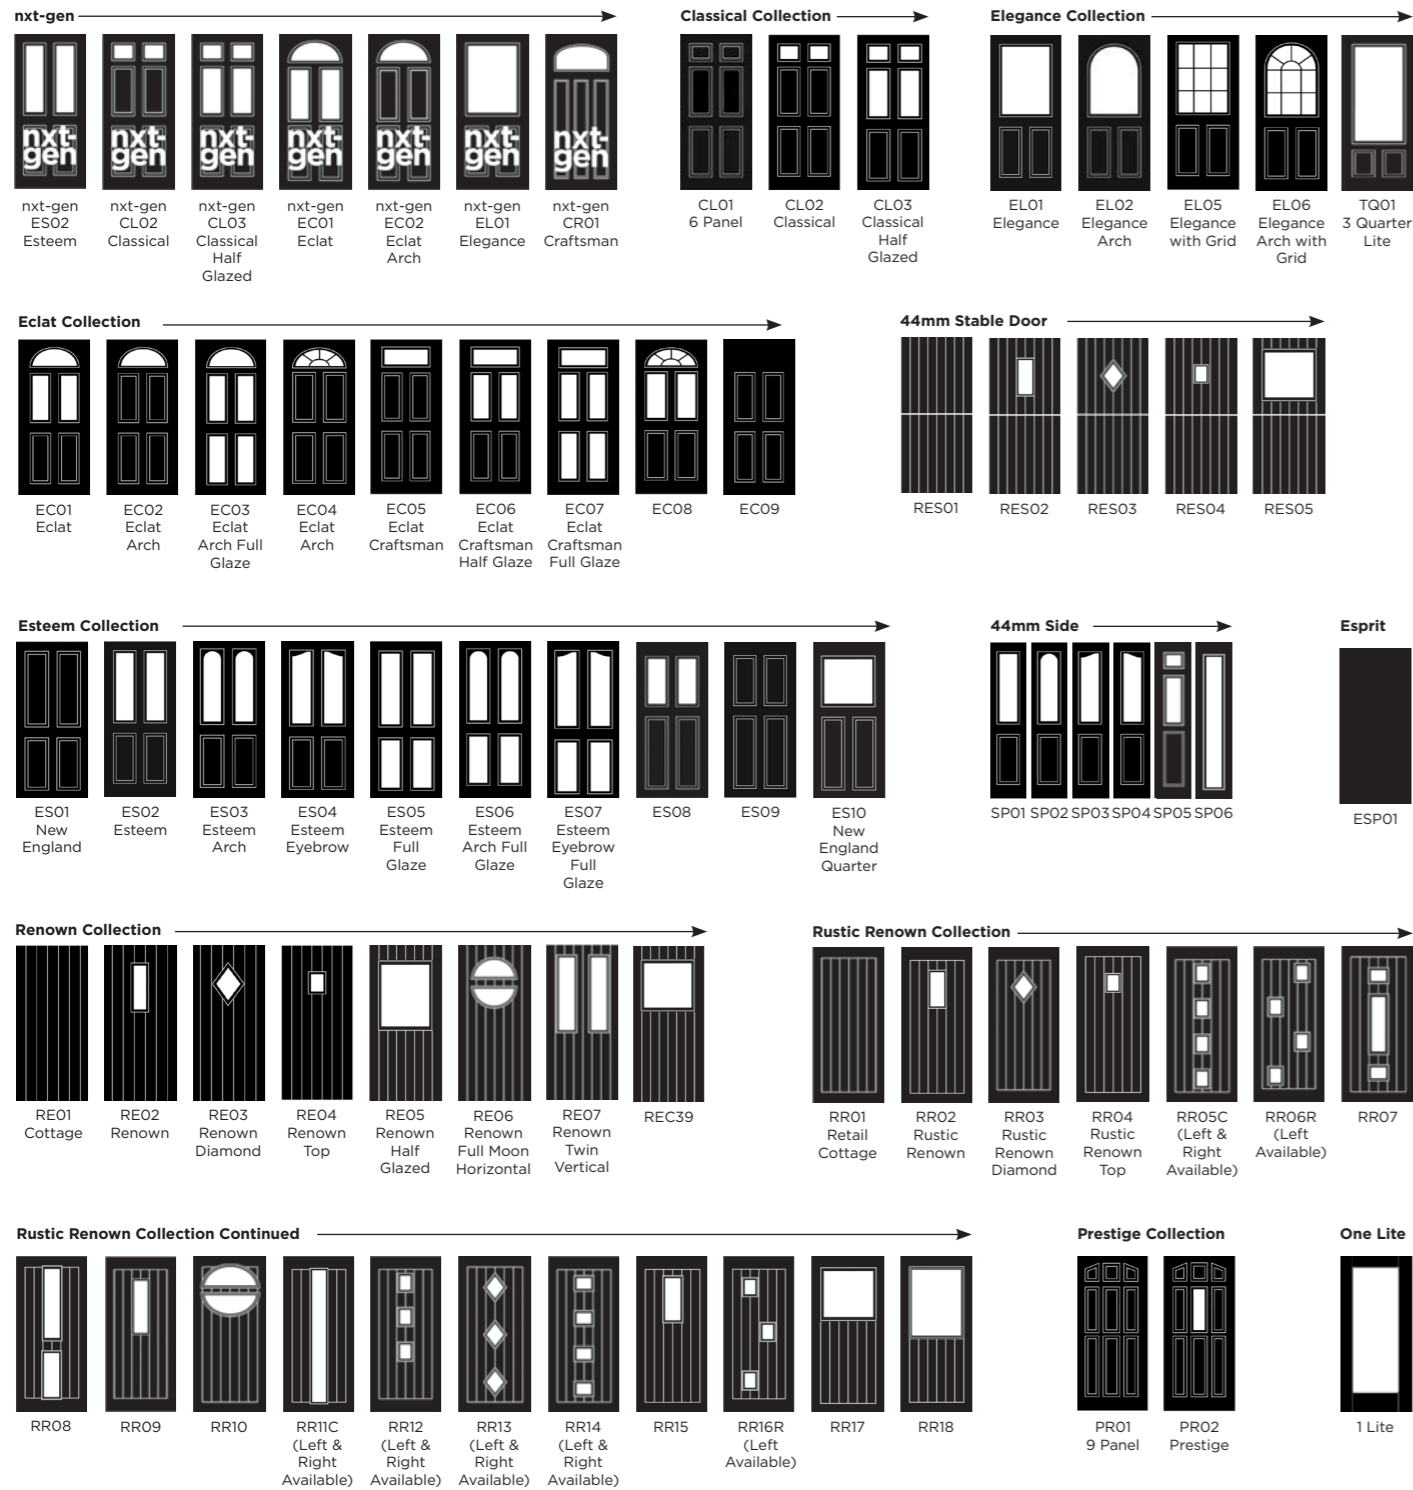 nxt-gen
Classical Collection
Elegance Collection
nxt-gen
nxt-gen
nxt-gen
nxt-gen
nxt-gen
nxt-gen
nxt-gen
nxt-gen
ES02
Esteem
nxt-gen
CL02
Classical
nxt-gen
CL03
Classical
Half
Glazed
nxt-gen
EC01
Eclat
nxt-gen
EC02
Eclat
Arch
nxt-gen
EL01
Elegance
nxt-gen
CR01
Craftsman
CL01
6 Panel
CL02
Classical
CL03
Classical
Half
Glazed
EL01
Elegance
EL02
Elegance
Arch
EL05
Elegance
with Grid
EL06
Elegance
Arch with
Grid
TQ01
3 Quarter
Lite
Eclat Collection
44mm Stable Door
EC01
Eclat
EC02
Eclat
Arch
EC03
Eclat
Arch Full
Glaze
EC04
Eclat
Arch
EC05
Eclat
Craftsman
EC06
Eclat
Craftsman
Half Glaze
EC07
Eclat
Craftsman
Full Glaze
EC08
EC09
RES01
RES02
RES03
RES04
RES05
Esteem Collection
44mm Side
Esprit
ES01
New
England
ES02
Esteem
ES03
Esteem
Arch
ES04
Esteem
Eyebrow
ES05
Esteem
Full
Glaze
ES06
Esteem
Arch Full
Glaze
ES07
Esteem
Eyebrow
Full
Glaze
ES08
ES09
ES10
New
England
Quarter
SP01 SP02 SP03 SP04 SP05 SP06
ESP01
Renown Collection
Rustic Renown Collection
RE01
Cottage
RE02
Renown
RE03
Renown
Diamond
RE04
Renown
Top
RE05
Renown
Half
Glazed
RE06
Renown
Full Moon
Horizontal
RE07
Renown
Twin
Vertical
REC39
RR01
Retail
Cottage
RR02
Rustic
Renown
RR03
Rustic
Renown
Diamond
RR04
Rustic
Renown
Top
RR05C
(Left &
Right
Available)
RR06R
(Left
Available)
RR07
Rustic Renown Collection Continued
Prestige Collection
One Lite
RR08
RR09
RR10
RR11C
(Left &
Right
Available)
RR12
(Left &
Right
Available)
RR13
(Left &
Right
Available)
RR14
(Left &
Right
Available)
RR15
RR16R
(Left
Available)
RR17
RR18
PR01
9 Panel
PR02
Prestige
1 Lite